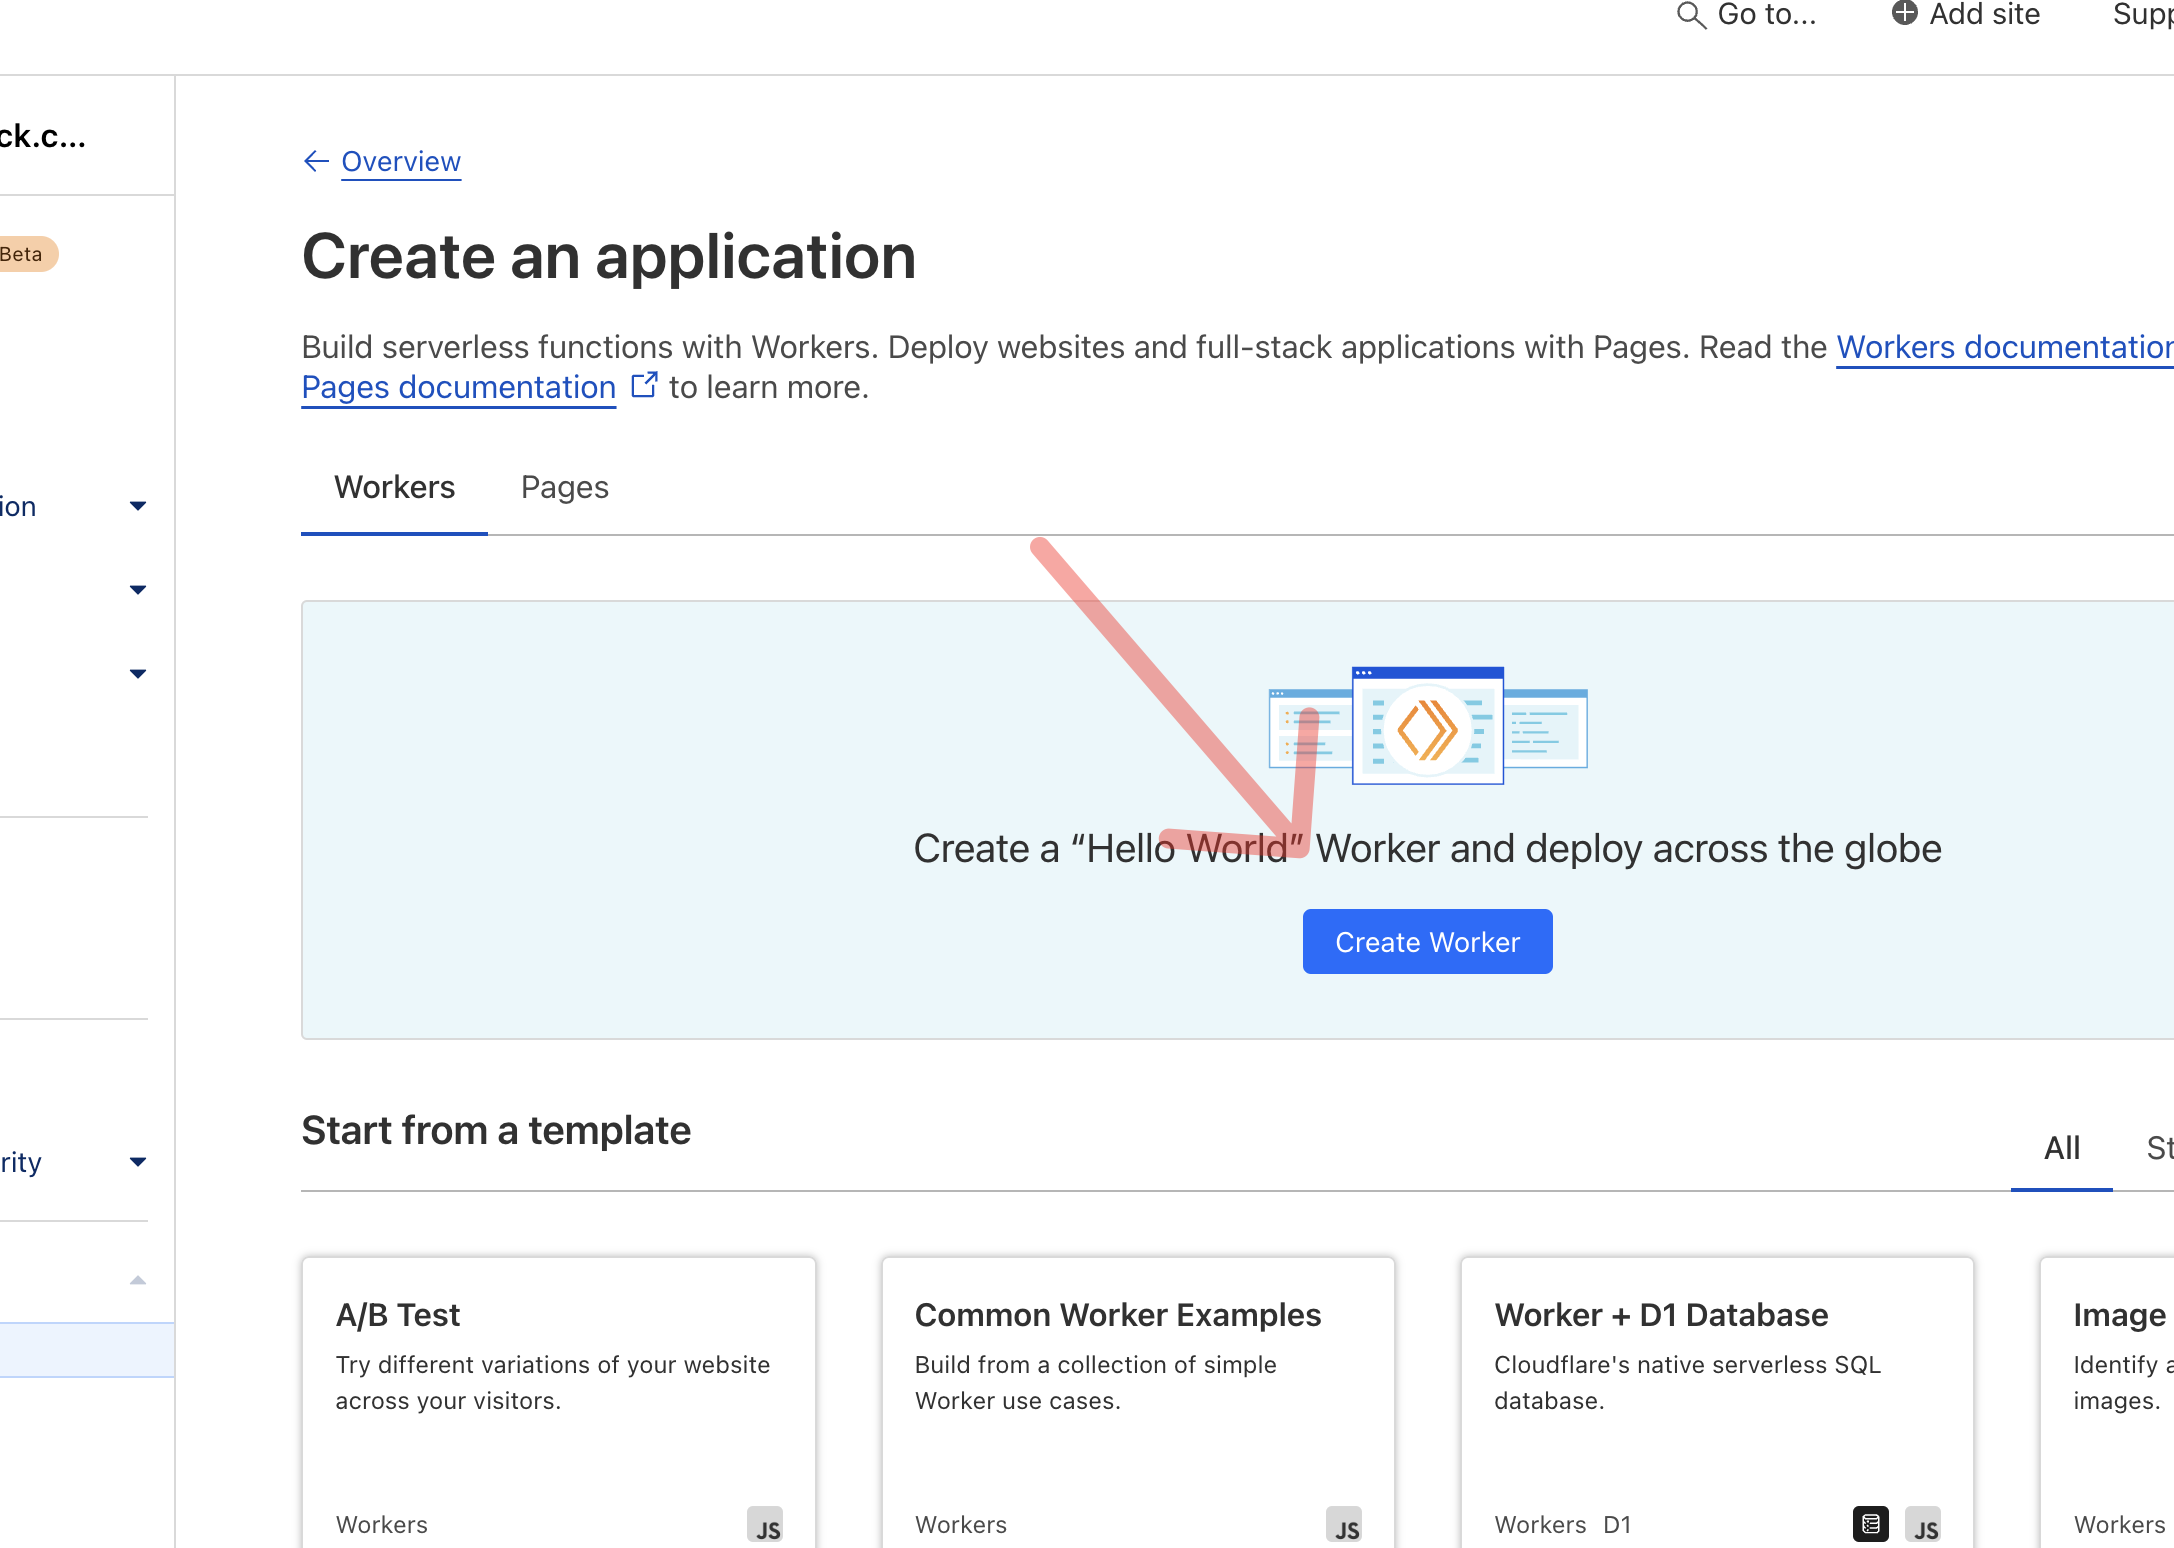 Go to...
Add site
Supp
ck.c...
Beta
ion
rity
Overview
Create an application
Build serverless functions with Workers. Deploy websites and full-stack applications with Pages. Read the Workers documentation
Pages documentation to learn more.
Workers Pages
Create a “Hello World” Worker and deploy across the globe
Create Worker
Start from a template
All St
A/B Test
Try different variations of your website
across your visitors.
Workers JS
Common Worker Examples
Build from a collection of simple
Worker use cases.
Workers JS
Worker + D1 Database
Cloudflare's native serverless SQL
database.
Workers D1 JS
Image
Identify a
images.
Workers